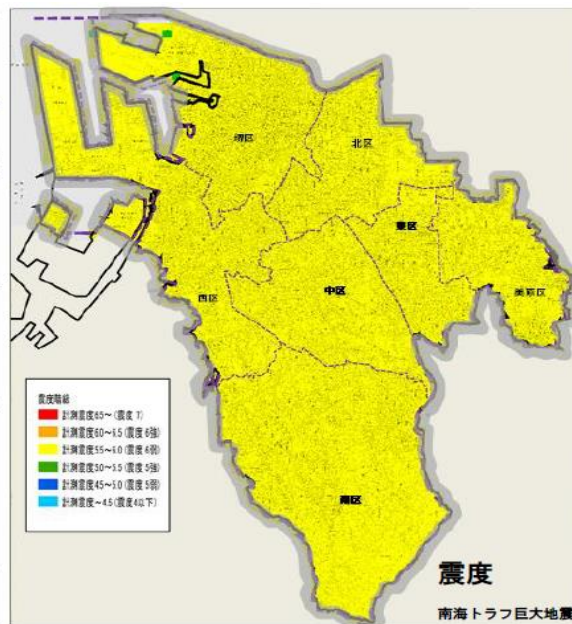 堺区
北区
東区
美原区
西区
中区
南区
震度階級
計測震度6.5～(震度 7)
計測震度6.0～6.5(震度 6強)
計測震度5.5～6.0(震度 6弱)
計測震度5.0～5.5(震度 5強)
計測震度4.5～5.0(震度 5弱)
計測震度～4.5(震度4以下)
震度
南海トラフ巨大地震